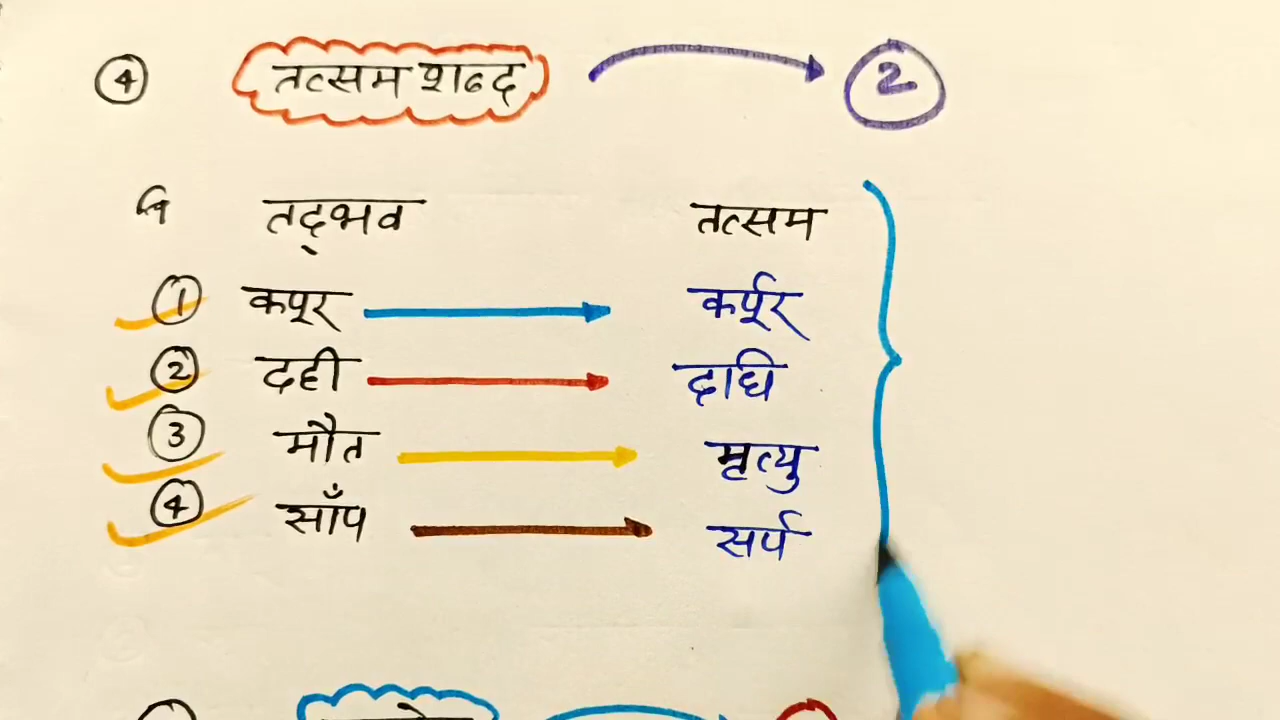 ④ तत्सम शब्द 2
तद्भव तत्सम
① कपूर कर्पूर
② दही दधि
③ मौत मृत्यु
④ साँप सर्प